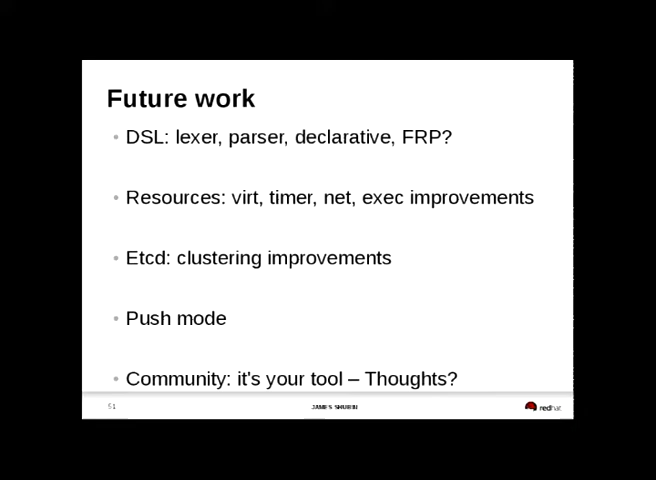 Future work
• DSL: lexer, parser, declarative, FRP?
• Resources: virt, timer, net, exec improvements
• Etcd: clustering improvements
• Push mode
• Community: it's your tool – Thoughts?
51
JAMES SHUBIN
redhat